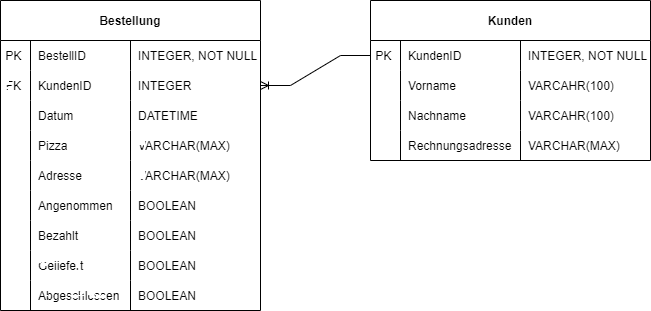 Bestellung
PK BestellID INTEGER, NOT NULL
FK KundenID INTEGER
Datum DATETIME
Pizza VARCHAR(MAX)
Adresse VARCHAR(MAX)
Angenommen BOOLEAN
Bezahlt BOOLEAN
Geliefert BOOLEAN
Abgeschlossen BOOLEAN
Kunden
PK KundenID INTEGER, NOT NULL
Vorname VARCAHR(100)
Nachname VARCAHR(100)
Rechnungsadresse VARCHAR(MAX)